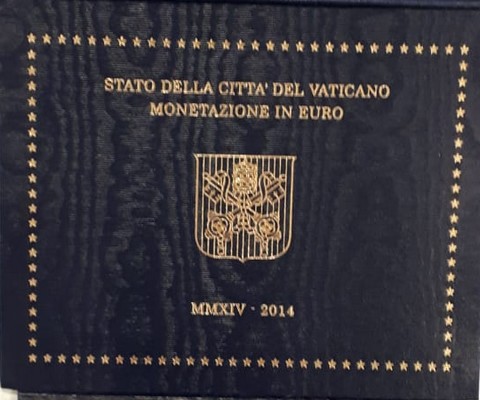 STATO DELLA CITTA' DEL VATICANO
MONETAZIONE IN EURO
MMXIV - 2014